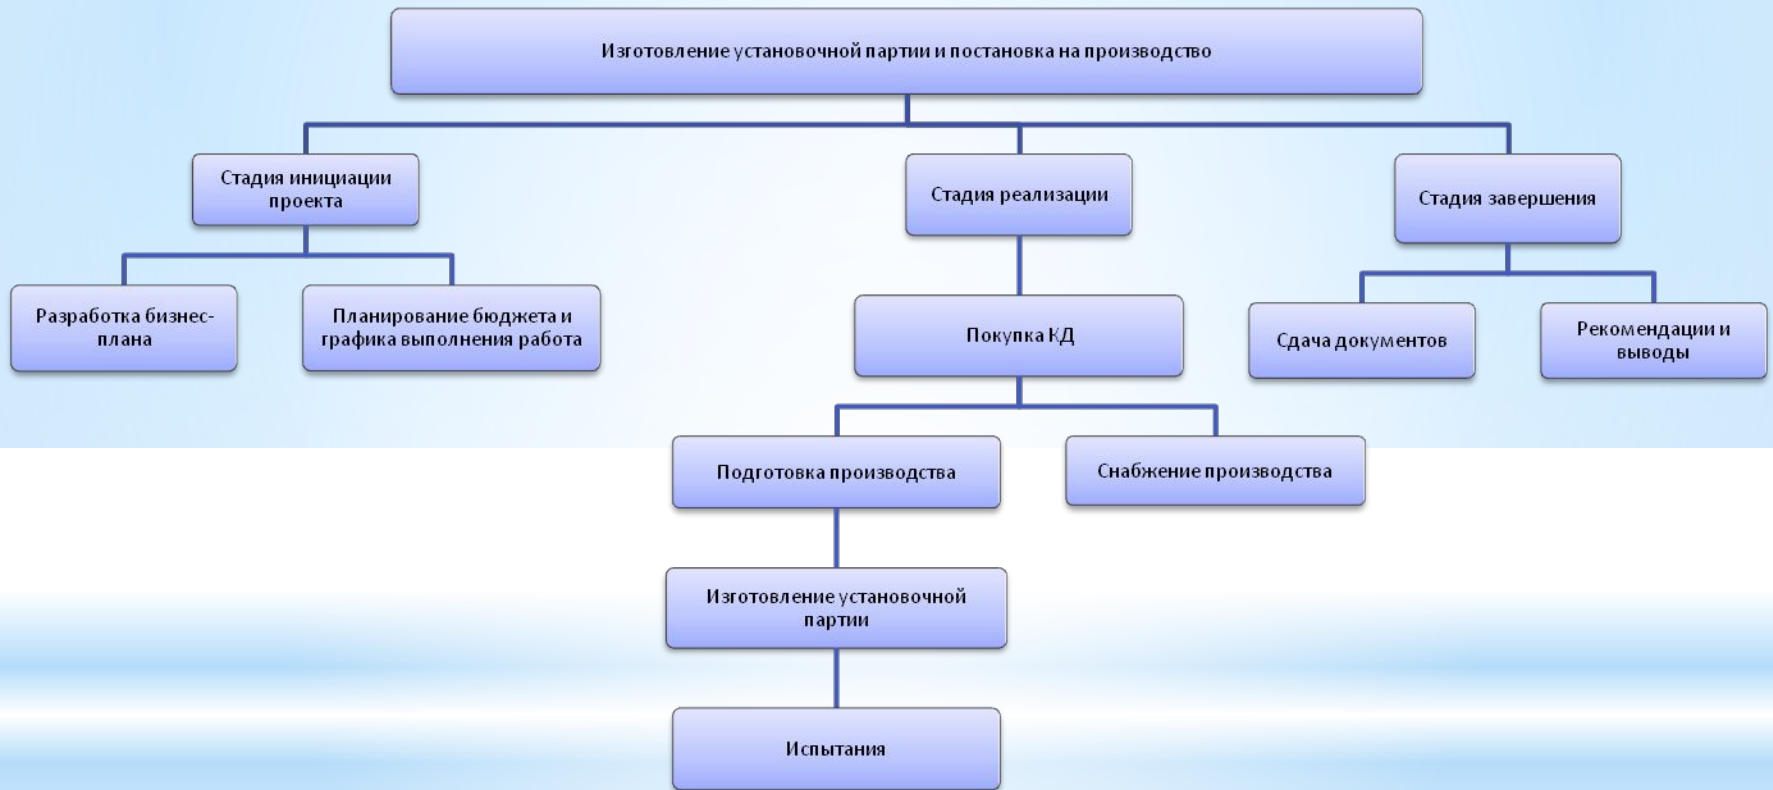 Изготовление установочной партии и постановка на производство
Стадия инициации
проекта
Стадия реализации
Стадия завершения
Разработка бизнес-
плана
Планирование бюджета и
графика выполнения работа
Покупка КД
Сдача документов
Рекомендации и
выводы
Подготовка производства
Снабжение производства
Изготовление установочной
партии
Испытания